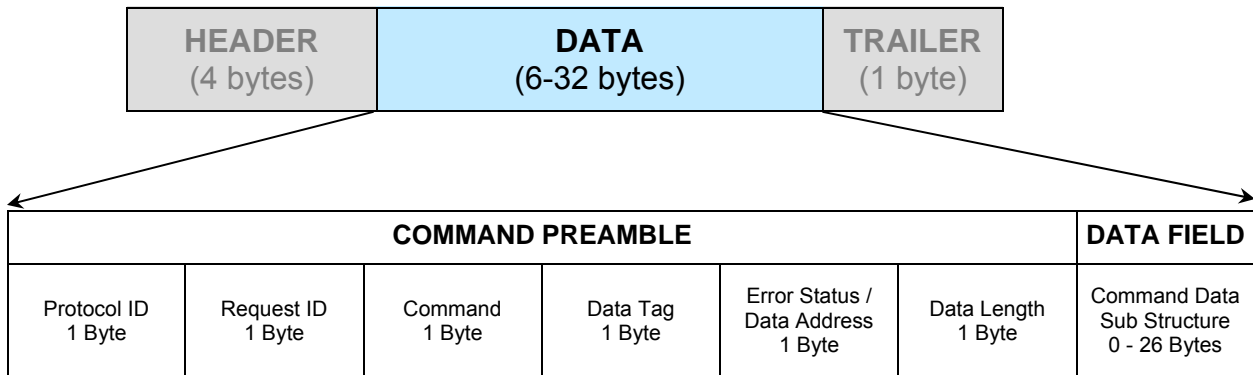 HEADER
(4 bytes)
DATA
(6-32 bytes)
TRAILER
(1 byte)
COMMAND PREAMBLE
DATA FIELD
Protocol ID
1 Byte
Request ID
1 Byte
Command
1 Byte
Data Tag
1 Byte
Error Status /
Data Address
1 Byte
Data Length
1 Byte
Command Data
Sub Structure
0 - 26 Bytes